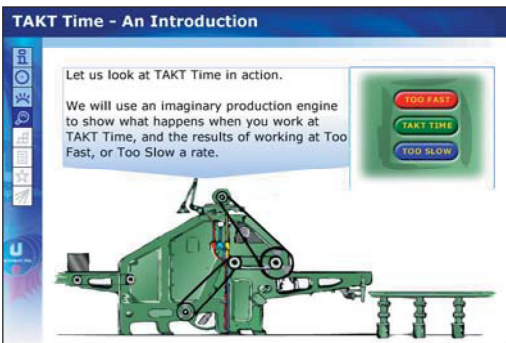 TAKT Time - An Introduction
Let us look at TAKT Time in action.
We will use an imaginary production engine
to show what happens when you work at
TAKT Time, and the results of working at Too
Fast, or Too Slow a rate.
TOO FAST
TAKT TIME
TOO SLOW
u